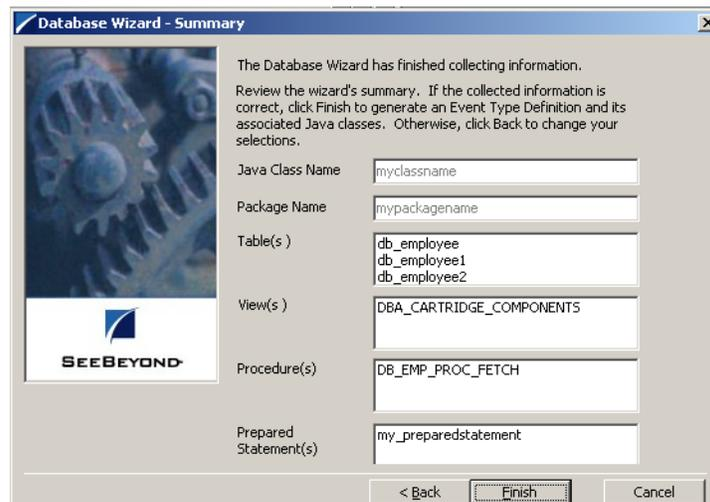 Database Wizard - Summary
The Database Wizard has finished collecting information.
Review the wizard's summary. If the collected information is
correct, click Finish to generate an Event Type Definition and its
associated Java classes. Otherwise, click Back to change your
selections.
Java Class Name
myclassname
Package Name
mypackagename
Table(s )
db_employee
db_employee1
db_employee2
View(s )
DBA_CARTRIDGE_COMPONENTS
SEEBEYOND
Procedure(s)
DB_EMP_PROC_FETCH
Prepared
Statement(s)
my_preparedstatement
< Back
Finish
Cancel